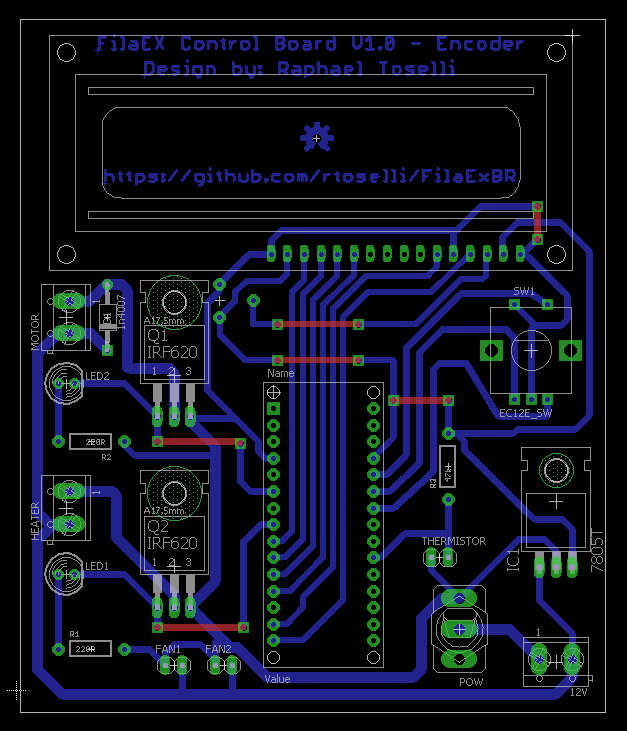 FilaEX Control Board V1.0 - Encoder
Design by: Raphael Toselli
https://github.com/rtoselli/FilaExBR
SW1
MOTOR
1
1n4007
A17,5mm
Q1
IRF620
1 2 3
Name
LED2
EC12E_SW
220R
R2
47k
R3
A17,5mm
Q2
IRF620
1 2 3
HEATER
1
LED1
THERMISTOR
IC1
7805T
R1
220R
FAN1
FAN2
1
Value
POW
12V